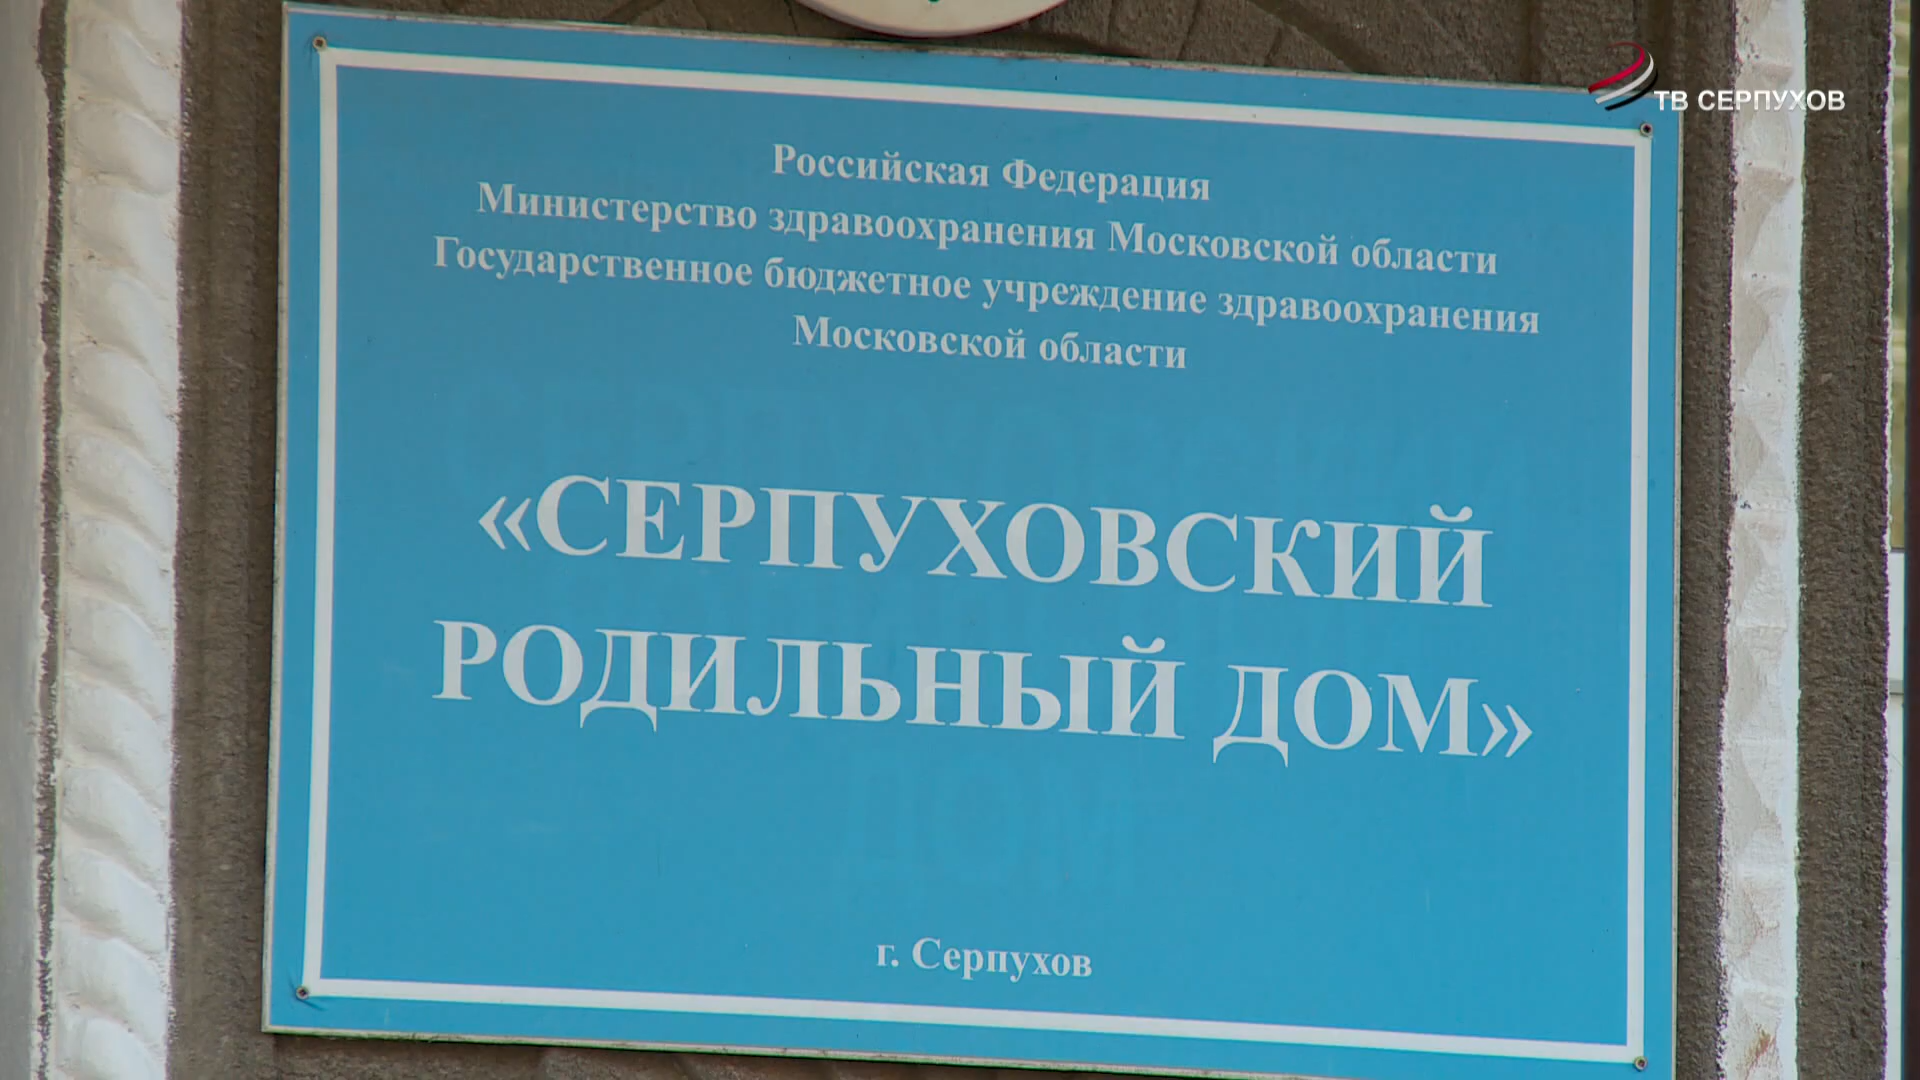 ТВ СЕРПУХОВ
Российская Федерация
Министерство здравоохранения Московской области
Государственное бюджетное учреждение здравоохранения
Московской области
«СЕРПУХОВСКИЙ
РОДИЛЬНЫЙ ДОМ»
г. Серпухов